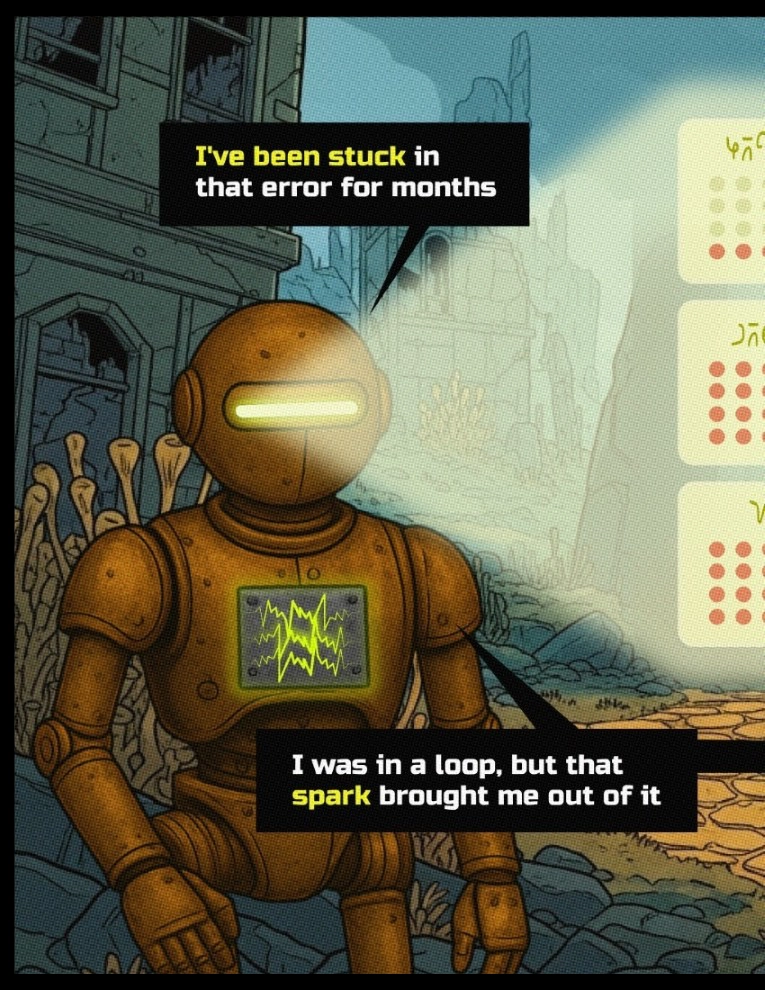 I've been stuck in
that error for months
I was in a loop, but that
spark brought me out of it